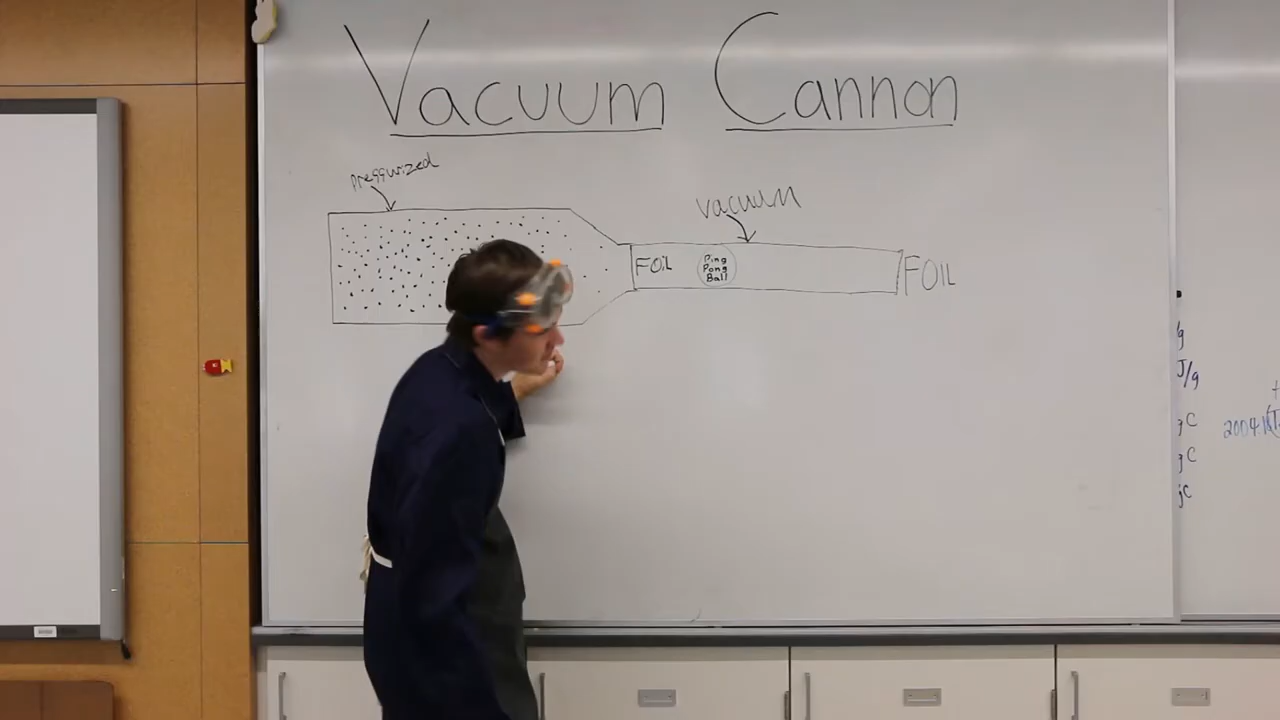 Vacuum Cannon
pressurized
vacuum
FOIL
Ping
Pong
Ball
FOIL
J/g